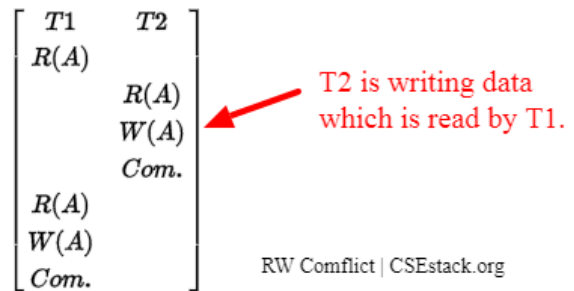 T1 T2
R(A)
R(A)
W(A)
Com.
R(A)
W(A)
Com.
T2 is writing data
which is read by T1.
RW Comflict | CSEstack.org